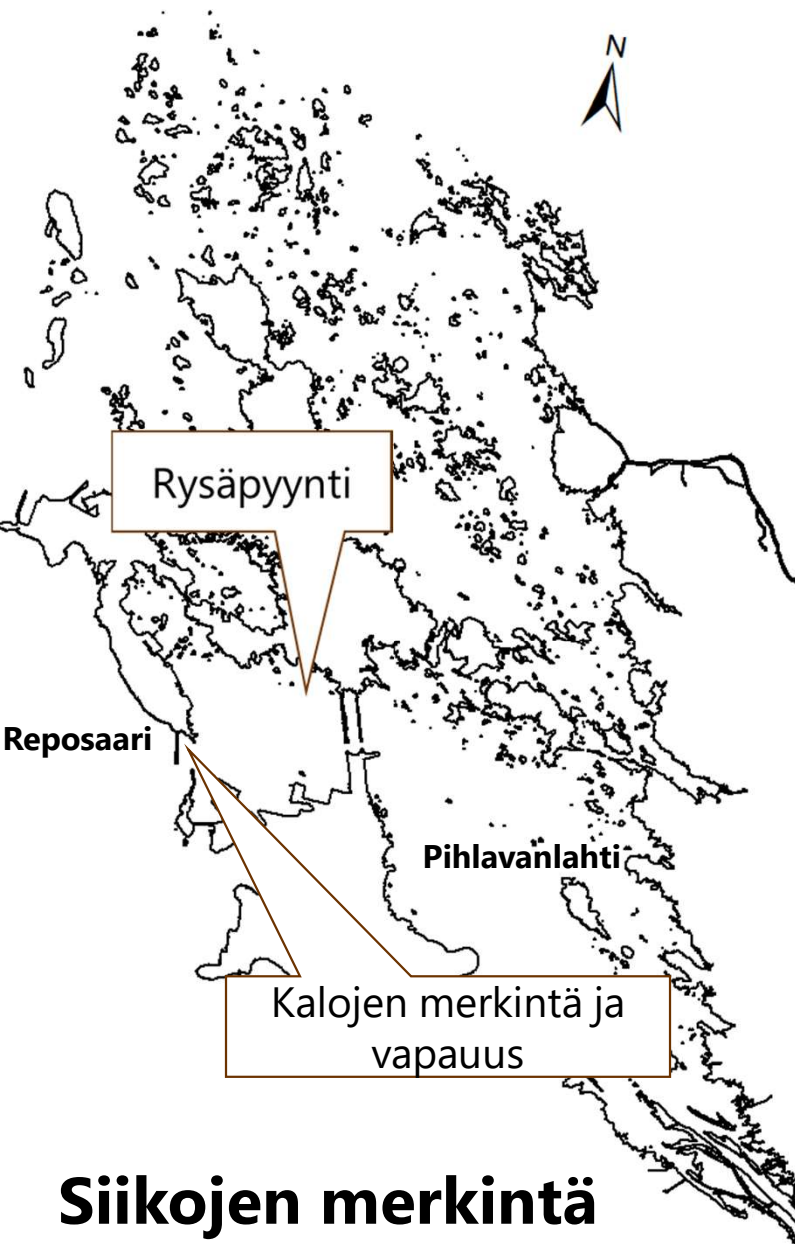 N
Rysäpyynti
Reposaari
Pihlavanlahti
Kalojen merkintä ja
vapauus
Siikojen merkintä